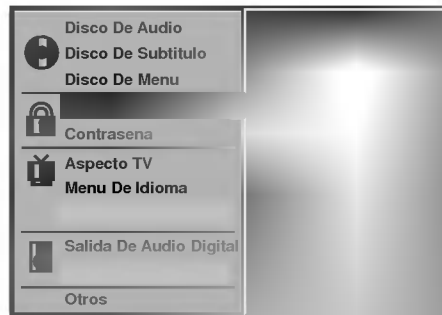 Disco De Audio
Disco De Subtitulo
Disco De Menu
Contrasena
Aspecto TV
Menu De Idioma
Salida De Audio Digital
Otros